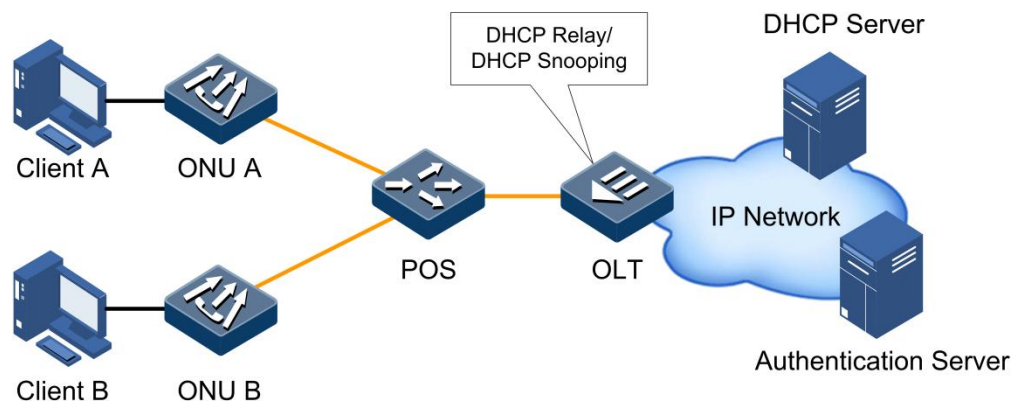 DHCP Relay/
DHCP Snooping
DHCP Server
Client A
ONU A
POS
OLT
IP Network
Client B
ONU B
Authentication Server